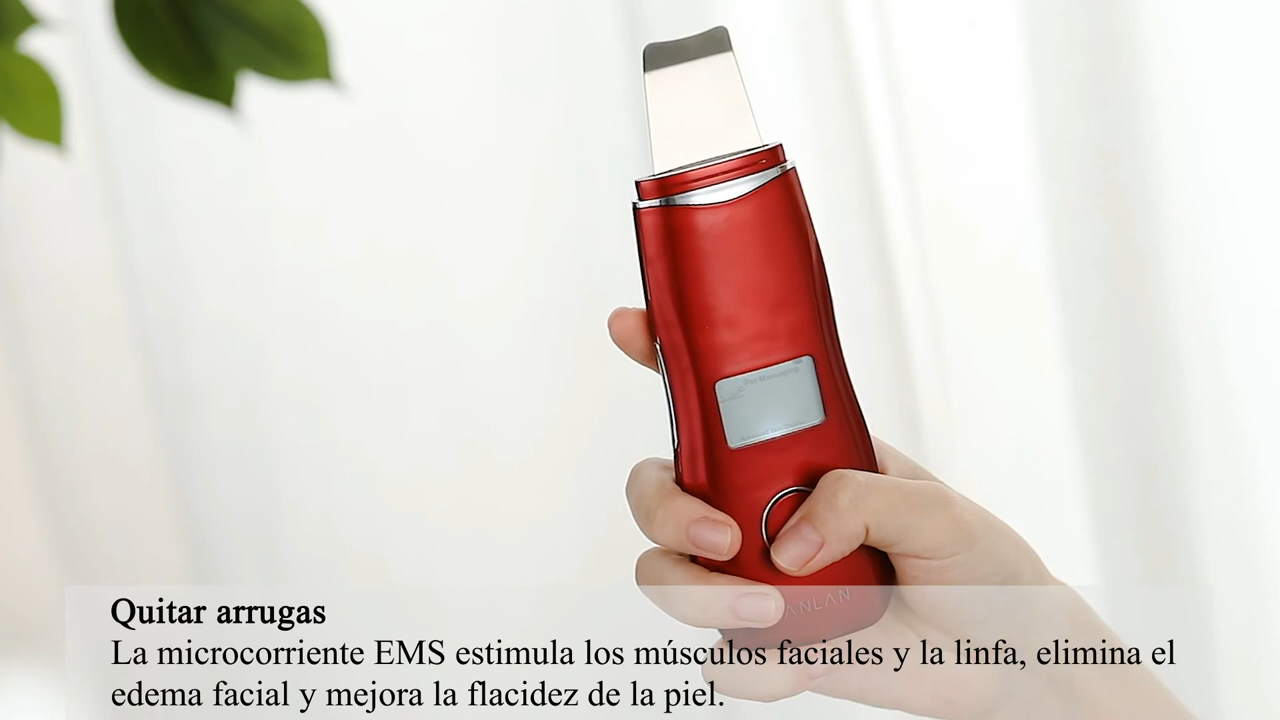 Quitar arrugas
La microcorriente EMS estimula los músculos faciales y la linfa, elimina el
edema facial y mejora la flacidez de la piel.